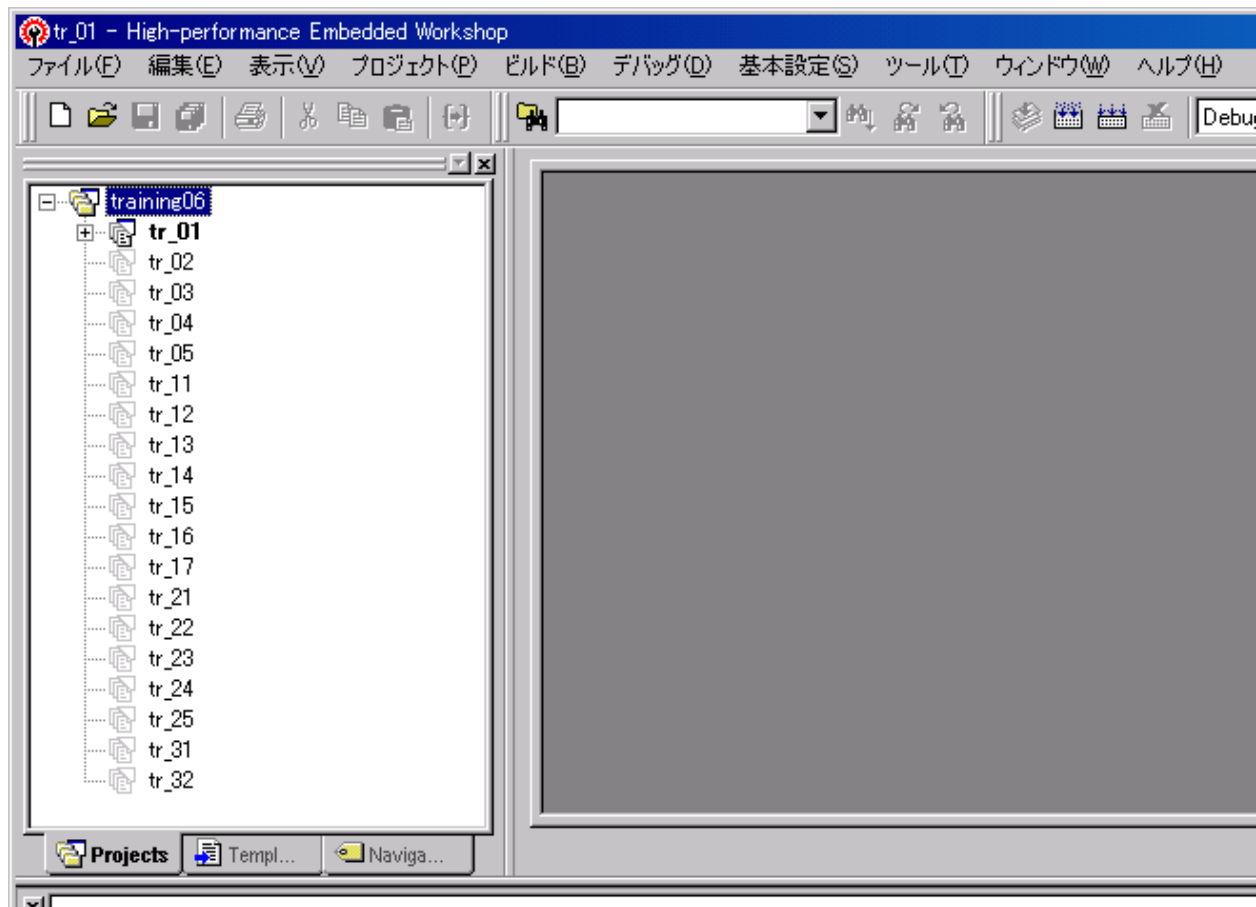 tr_01 - High-performance Embedded Workshop
ファイル(F) 編集(E) 表示(V) プロジェクト(P) ビルド(B) デバッグ(D) 基本設定(S) ツール(T) ウィンドウ(W) ヘルプ(H)
Debug
training06
tr_01
tr_02
tr_03
tr_04
tr_05
tr_11
tr_12
tr_13
tr_14
tr_15
tr_16
tr_17
tr_21
tr_22
tr_23
tr_24
tr_25
tr_31
tr_32
Projects Templ... Naviga...